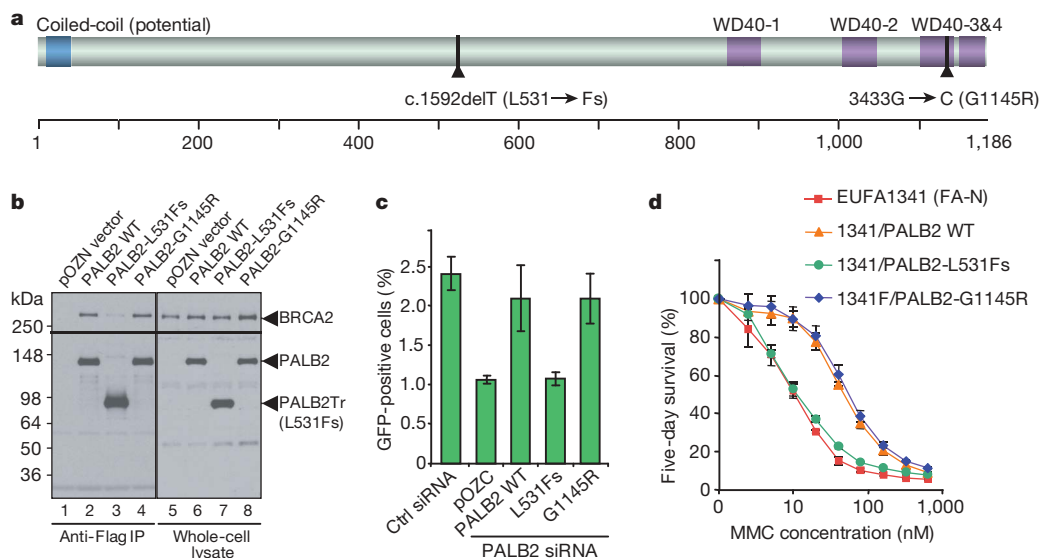 a
Coiled-coil (potential)
WD40-1
WD40-2
WD40-3&4
c.1592delT (L531→Fs)
3433G→C (G1145R)
1
200
400
600
800
1,000
1,186
b
pOZN vector
PALB2 WT
PALB2-L531Fs
PALB2-G1145R
pOZN vector
PALB2 WT
PALB2-L531Fs
PALB2-G1145R
kDa
250
148
98
64
50
36
BRCA2
PALB2
PALB2Tr
(L531Fs)
1 2 3 4 5 6 7 8
Anti-Flag IP
Whole-cell
lysate
c
GFP-positive cells (%)
2.5
2.0
1.5
1.0
0.5
0
Ctrl siRNA
pOZC
PALB2 WT
L531Fs
G1145R
PALB2 siRNA
d
EUFA1341 (FA-N)
1341/PALB2 WT
1341/PALB2-L531Fs
1341F/PALB2-G1145R
Five-day survival (%)
100
80
60
40
20
0
0
10
100
1,000
MMC concentration (nM)